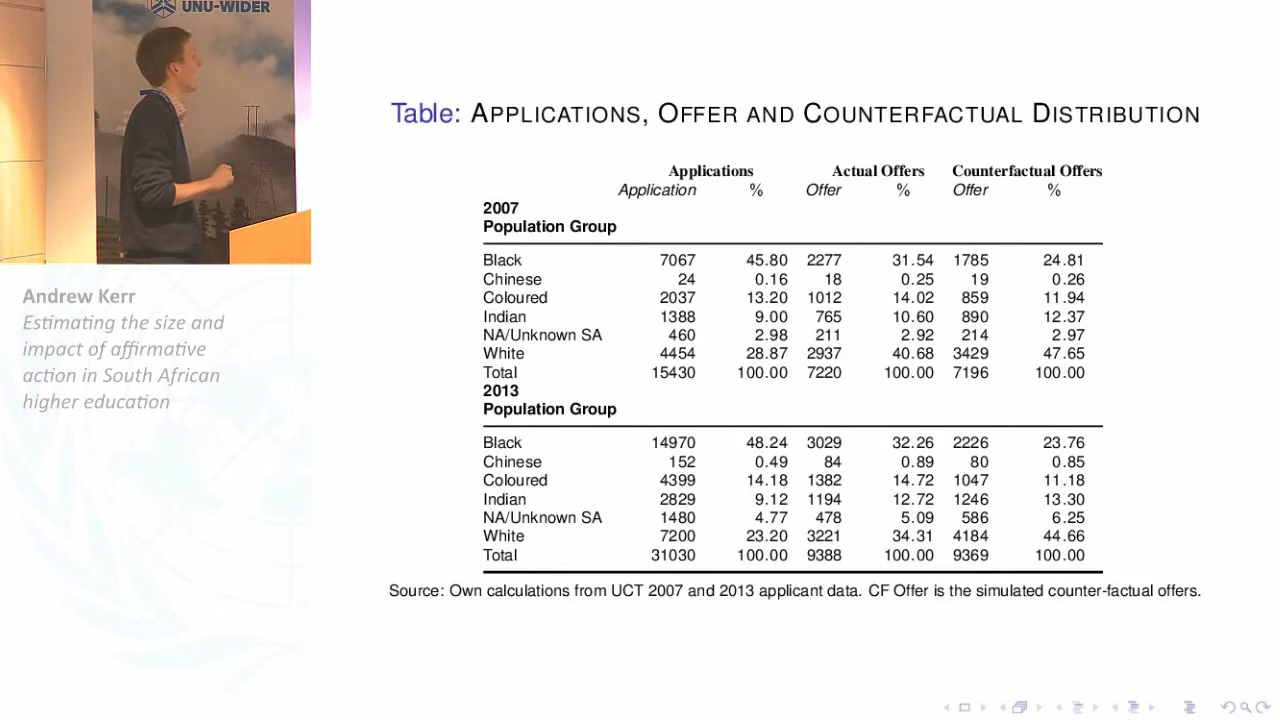 UNU-WIDER
Andrew Kerr
Estimating the size and
impact of affirmative
action in South African
higher education
Table: APPLICATIONS, OFFER AND COUNTERFACTUAL DISTRIBUTION
Applications Actual Offers Counterfactual Offers
Application % Offer % Offer %
2007
Population Group
Black 7067 45.80 2277 31.54 1785 24.81
Chinese 24 0.16 18 0.25 19 0.26
Coloured 2037 13.20 1012 14.02 859 11.94
Indian 1388 9.00 765 10.60 890 12.37
NA/Unknown SA 460 2.98 211 2.92 214 2.97
White 4454 28.87 2937 40.68 3429 47.65
Total 15430 100.00 7220 100.00 7196 100.00
2013
Population Group
Black 14970 48.24 3029 32.26 2226 23.76
Chinese 152 0.49 84 0.89 80 0.85
Coloured 4399 14.18 1382 14.72 1047 11.18
Indian 2829 9.12 1194 12.72 1246 13.30
NA/Unknown SA 1480 4.77 478 5.09 586 6.25
White 7200 23.20 3221 34.31 4184 44.66
Total 31030 100.00 9388 100.00 9369 100.00
Source: Own calculations from UCT 2007 and 2013 applicant data. CF Offer is the simulated counter-factual offers.